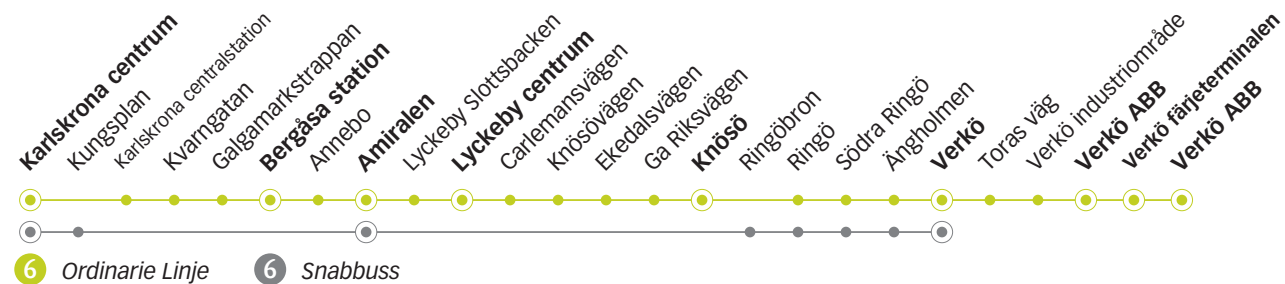 Karlskrona centrum
Kungsplan
Karlskrona centralstation
Kvarngatan
Galgamarkstrappan
Bergåsa station
Annebo
Amiralen
Lyckeby Slottsbacken
Lyckeby centrum
Carlemansvägen
Knösövägen
Ekedalsvägen
Ga Riksvägen
Knösö
Ringöbron
Ringö
Södra Ringö
Ängholmen
Verkö
Toras väg
Verkö industriområde
Verkö ABB
Verkö färjeterminalen
Verkö ABB
6 Ordinarie Linje 6 Snabbuss